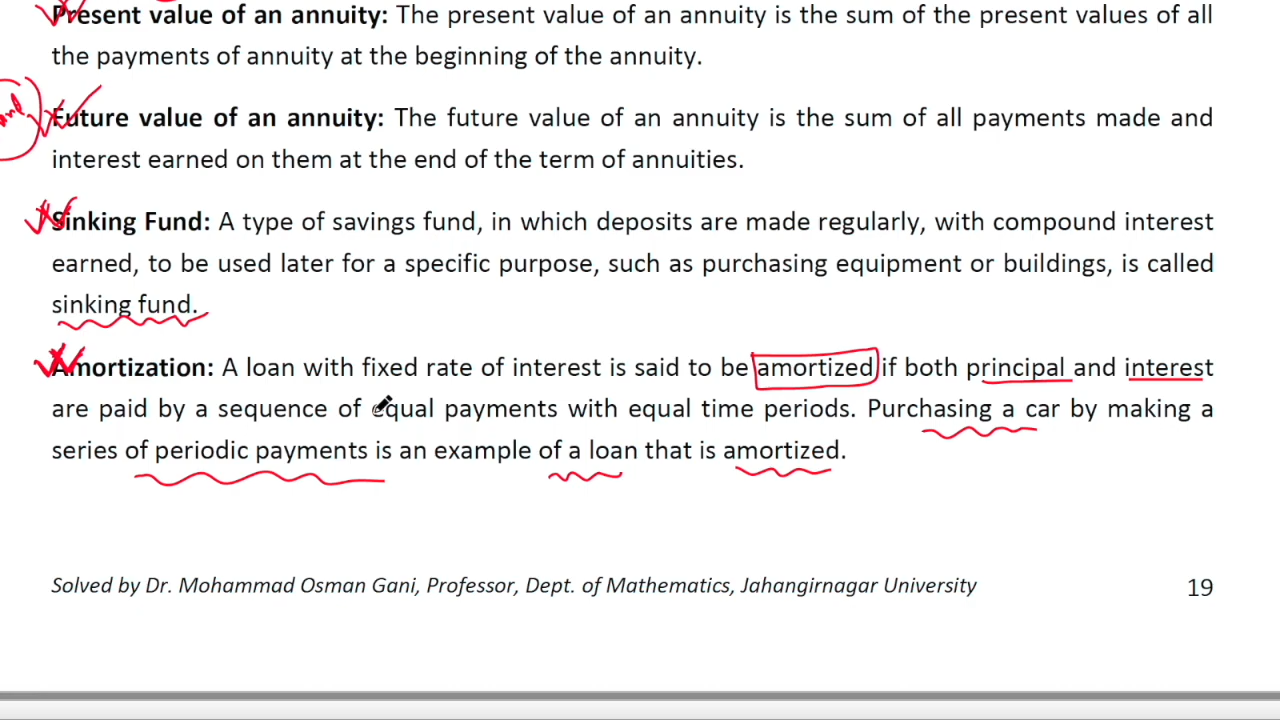 Present value of an annuity: The present value of an annuity is the sum of the present values of all
the payments of annuity at the beginning of the annuity.
Future value of an annuity: The future value of an annuity is the sum of all payments made and
interest earned on them at the end of the term of annuities.
Sinking Fund: A type of savings fund, in which deposits are made regularly, with compound interest
earned, to be used later for a specific purpose, such as purchasing equipment or buildings, is called
sinking fund.
Amortization: A loan with fixed rate of interest is said to be amortized if both principal and interest
are paid by a sequence of equal payments with equal time periods. Purchasing a car by making a
series of periodic payments is an example of a loan that is amortized.
Solved by Dr. Mohammad Osman Gani, Professor, Dept. of Mathematics, Jahangirnagar University 19